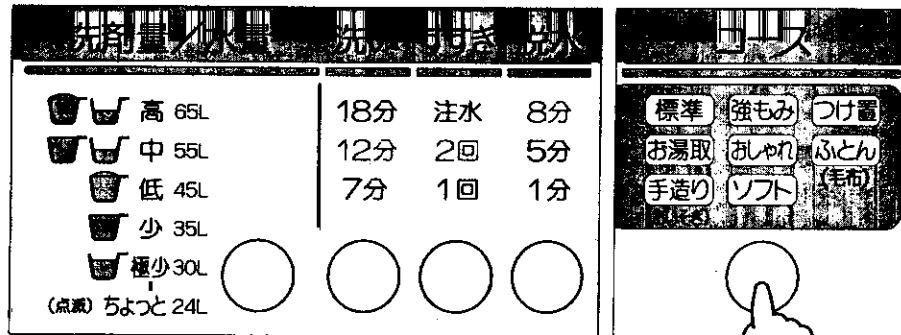 洗剤量/水量 洗い すすぎ 脱水
高 65L 18分 注水 8分
中 55L 12分 2回 5分
低 45L 7分 1回 1分
少 35L
極少 30L
(点滅) ちょっと 24L
コース
標準 強もみ つけ置
お湯取 おしゃれ ふとん
(毛布)
手造り ソフト